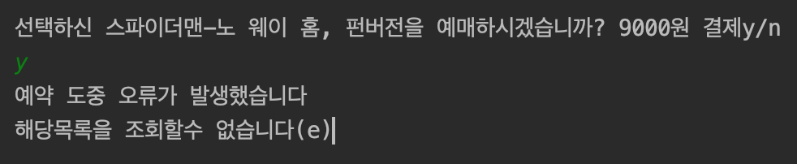 선택하신 스파이더맨-노 웨이 홈, 펀버전을 예매하시겠습니까? 9000원 결제y/n
y
예약 도중 오류가 발생했습니다
해당목록을 조회할수 없습니다(e)